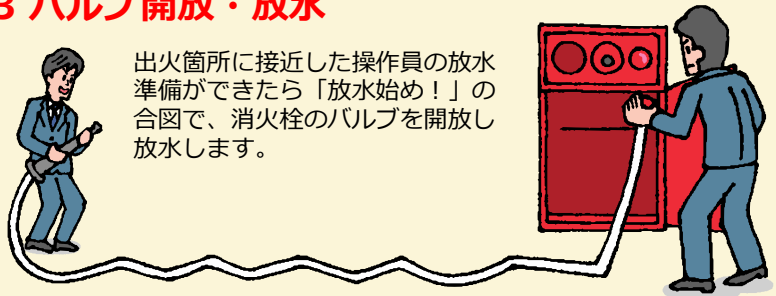 3 バルブ開放・放水
出火箇所に接近した操作員の放水
準備ができたら「放水始め！」の
合図で、消火栓のバルブを開放し
放水します。